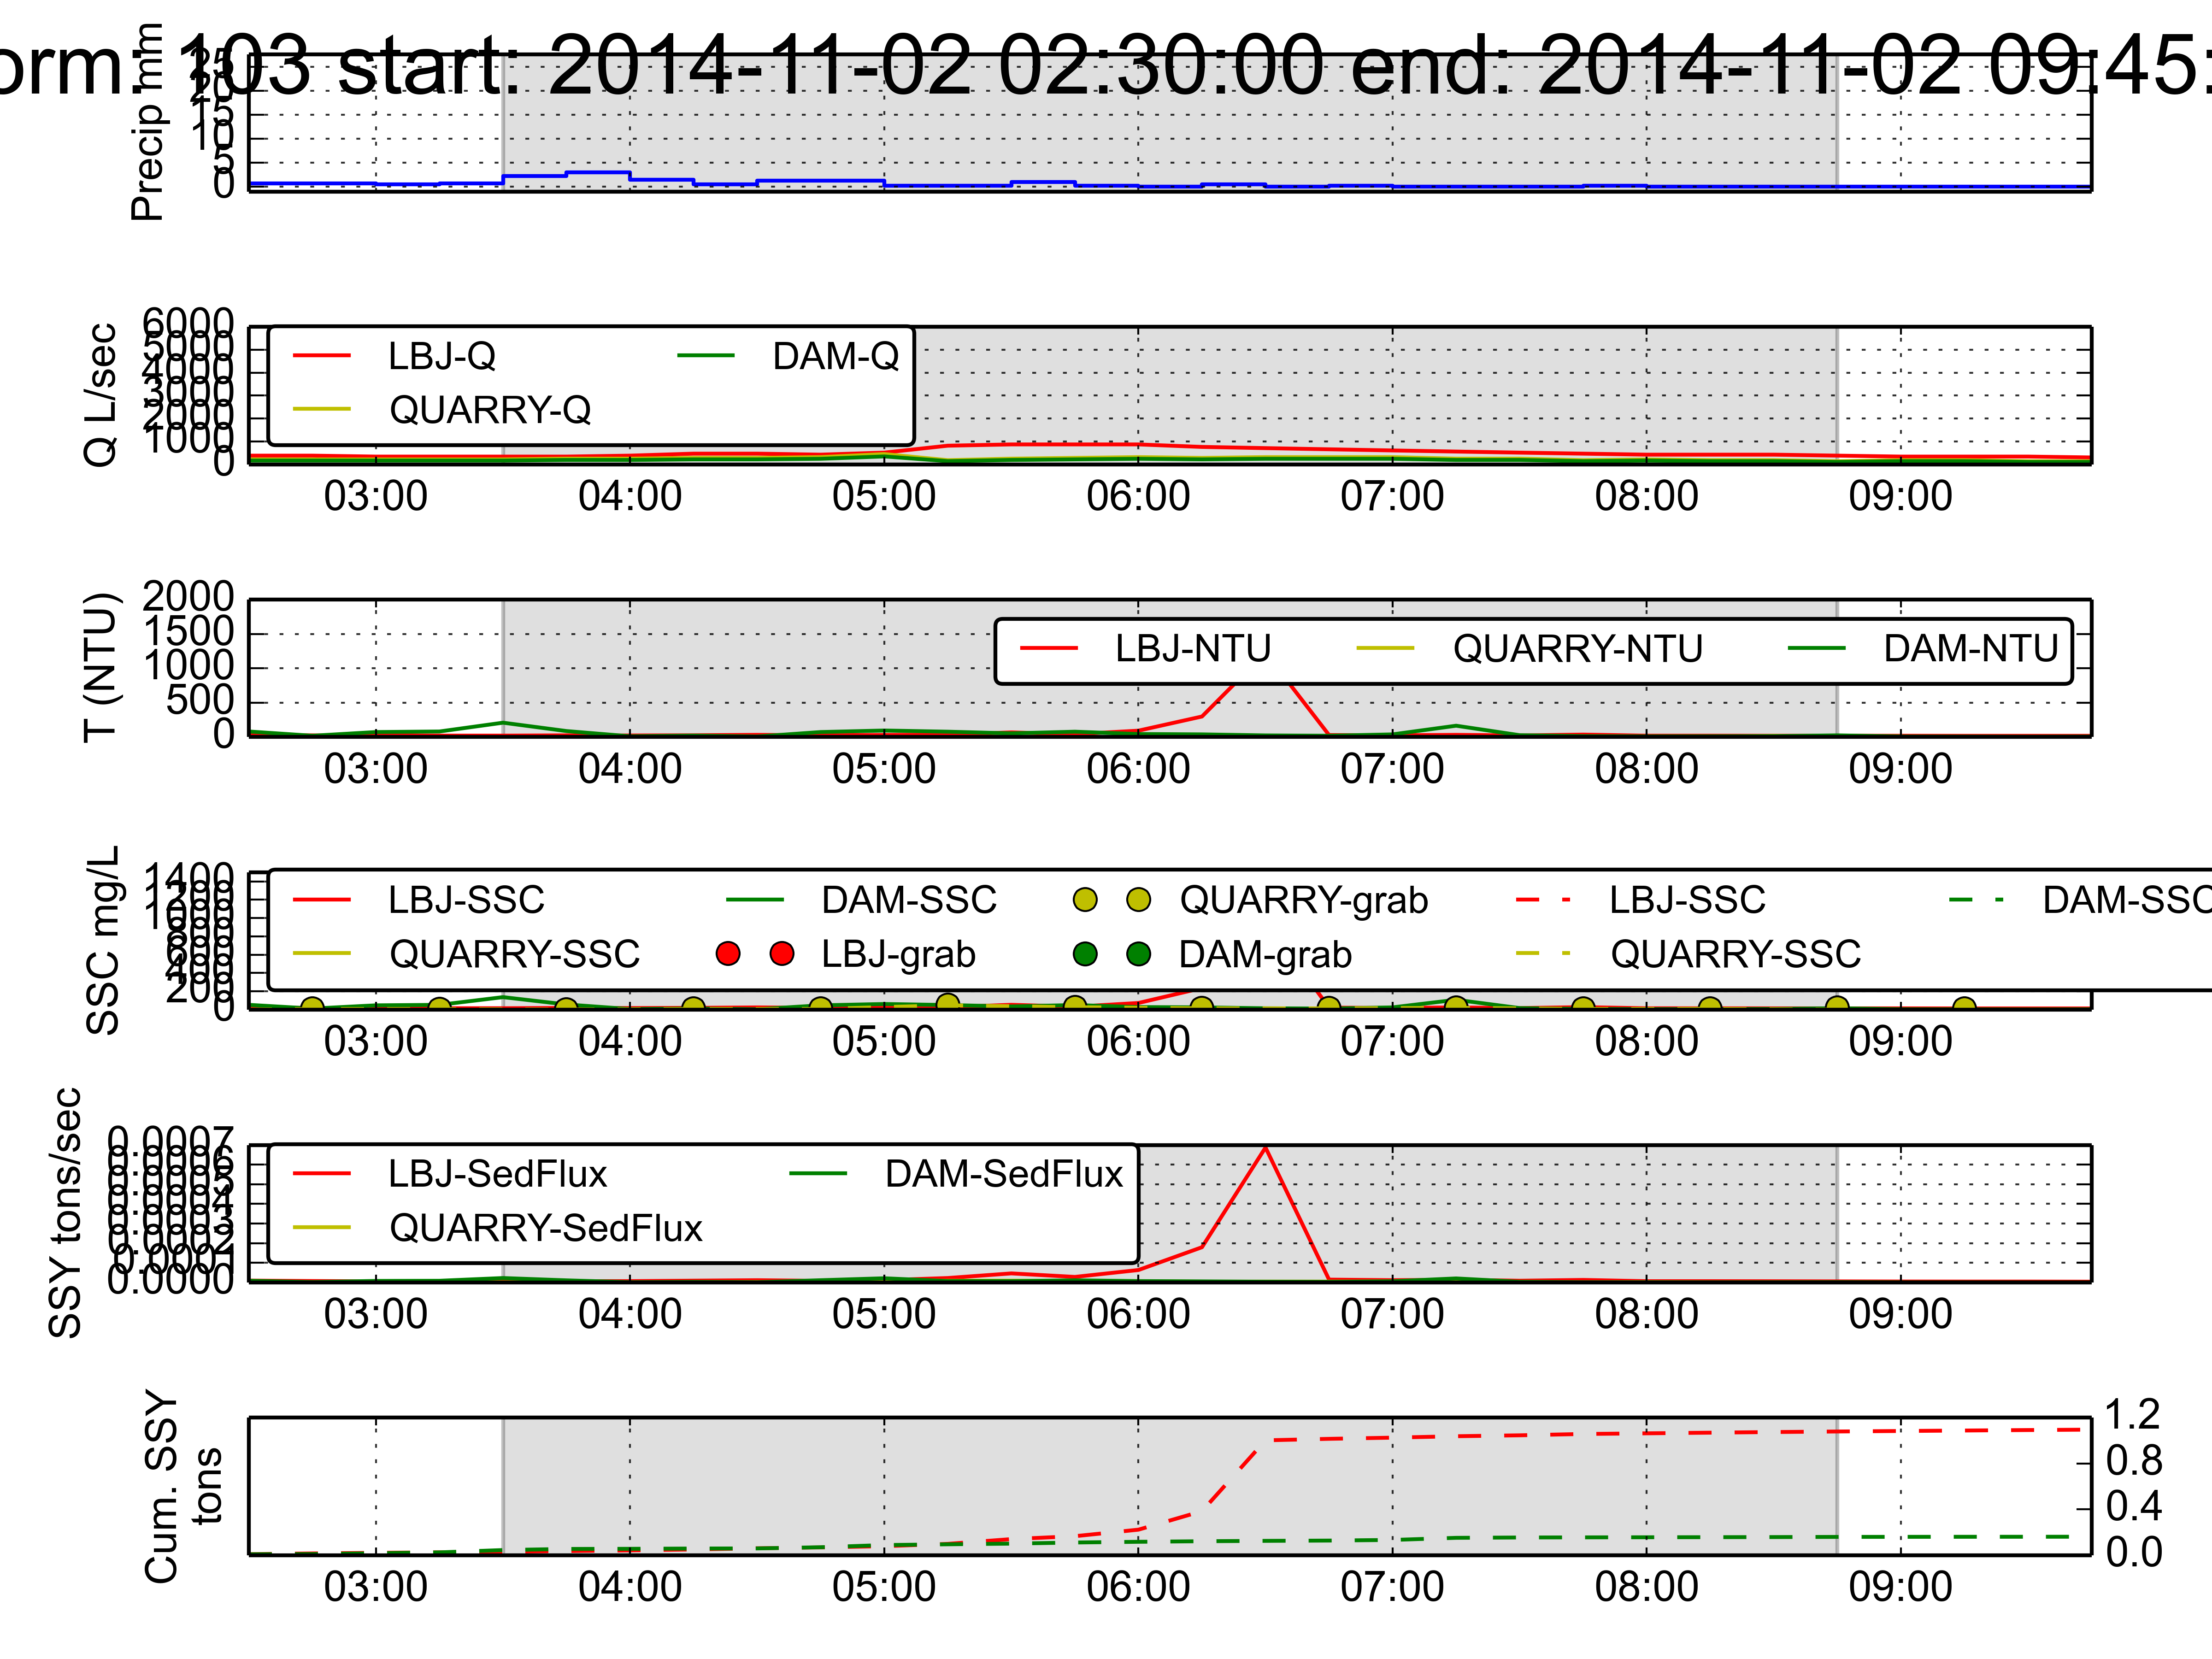 orm: 103 start: 2014-11-02 02:30:00 end: 2014-11-02 09:45:
Precip mm
25
20
15
10
5
0
Q L/sec
6000
5000
4000
3000
2000
1000
0
LBJ-Q DAM-Q
QUARRY-Q
03:00 04:00 05:00 06:00 07:00 08:00 09:00
T (NTU)
2000
1500
1000
500
0
LBJ-NTU QUARRY-NTU DAM-NTU
03:00 04:00 05:00 06:00 07:00 08:00 09:00
SSC mg/L
1400
1200
1000
800
600
400
200
0
LBJ-SSC DAM-SSC QUARRY-grab LBJ-SSC DAM-SSC
QUARRY-SSC LBJ-grab DAM-grab QUARRY-SSC
03:00 04:00 05:00 06:00 07:00 08:00 09:00
SSY tons/sec
0.0007
0.0006
0.0005
0.0004
0.0003
0.0002
0.0001
0.0000
LBJ-SedFlux DAM-SedFlux
QUARRY-SedFlux
03:00 04:00 05:00 06:00 07:00 08:00 09:00
Cum. SSY
tons
1.2
0.8
0.4
0.0
03:00 04:00 05:00 06:00 07:00 08:00 09:00